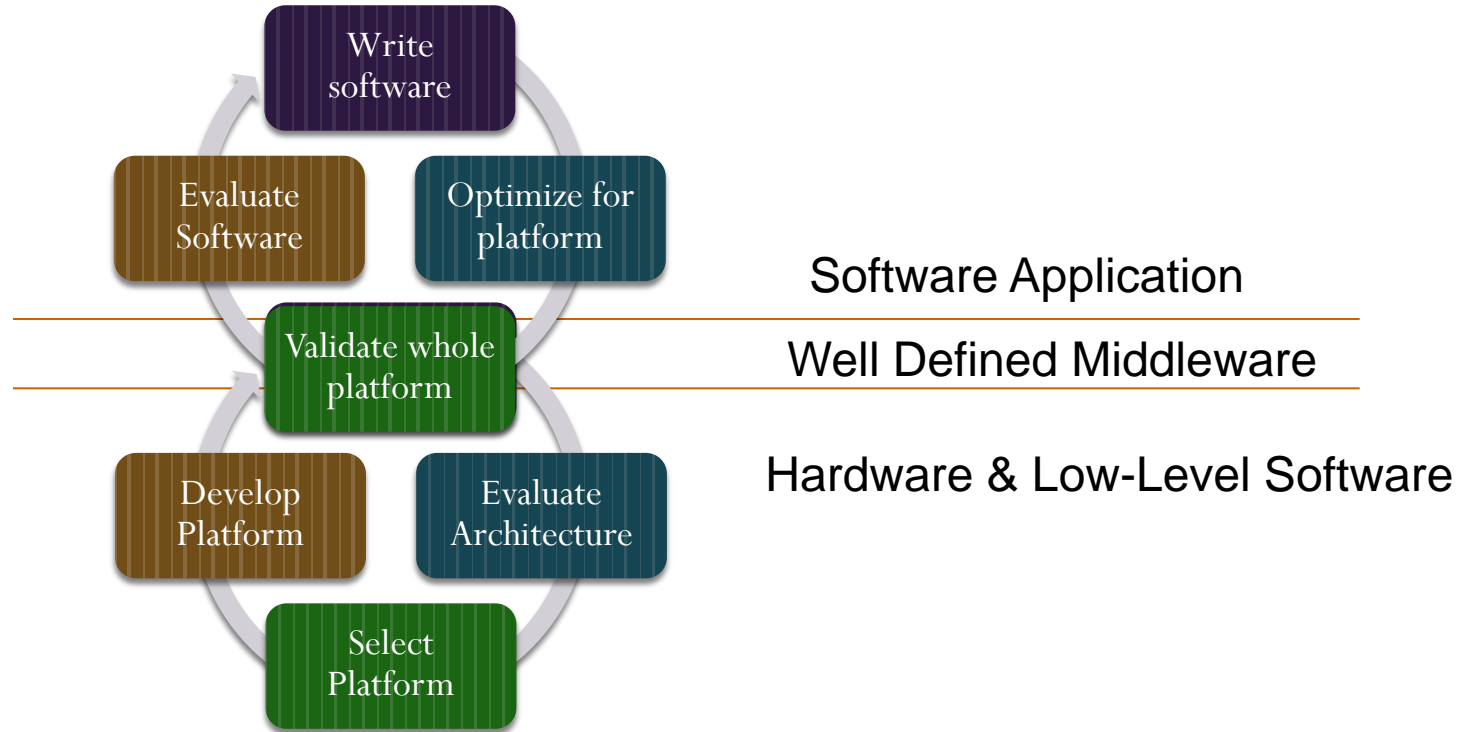 Write
software
Evaluate
Software
Optimize for
platform
Software Application
Validate whole
platform
Well Defined Middleware
Develop
Platform
Evaluate
Architecture
Hardware & Low-Level Software
Select
Platform